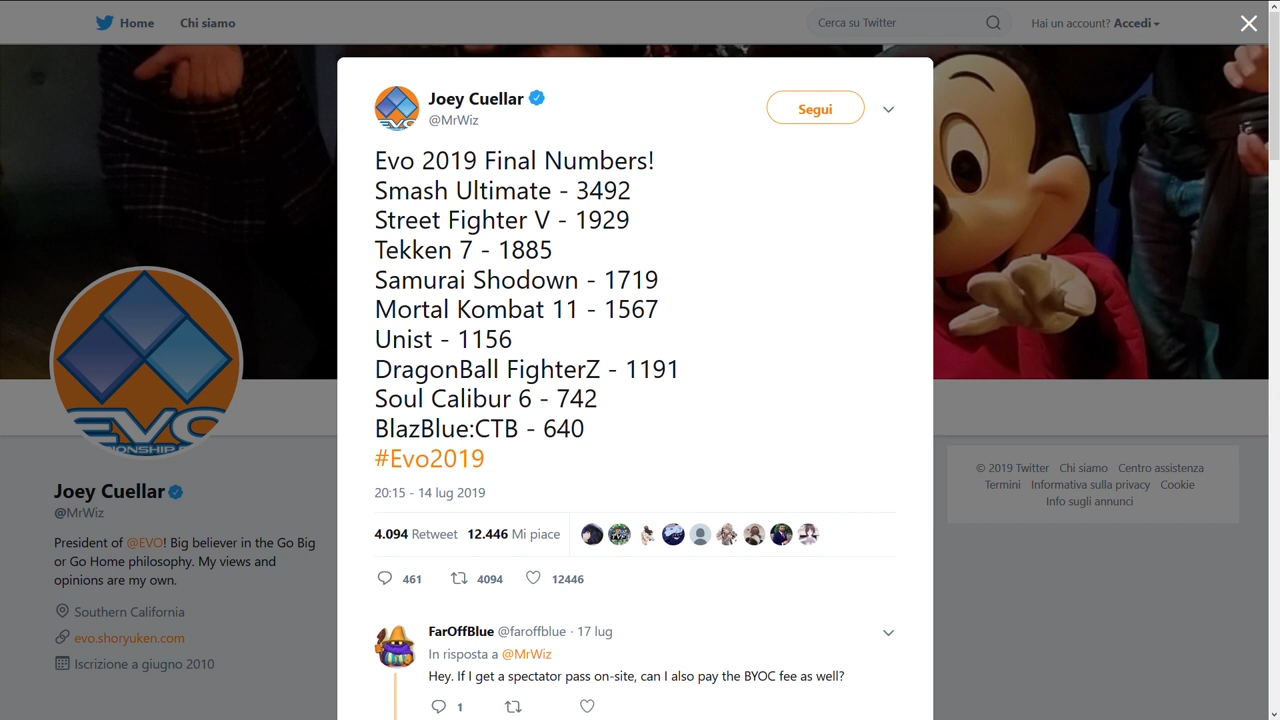 Home
Chi siamo
Cerca su Twitter
Hai un account? Accedi
Joey Cuellar
@MrWiz
Segui
Evo 2019 Final Numbers!
Smash Ultimate - 3492
Street Fighter V - 1929
Tekken 7 - 1885
Samurai Shodown - 1719
Mortal Kombat 11 - 1567
Unist - 1156
DragonBall FighterZ - 1191
Soul Calibur 6 - 742
BlazBlue:CTB - 640
#Evo2019
20:15 - 14 lug 2019
4.094 Retweet 12.446 Mi piace
461 4094 12446
FarOffBlue @faroffblue · 17 lug
In risposta a @MrWiz
Hey. If I get a spectator pass on-site, can I also pay the BYOC fee as well?
1
EVO
Joey Cuellar
@MrWiz
President of @EVO! Big believer in the Go Big
or Go Home philosophy. My views and
opinions are my own.
Southern California
evo.shoryuken.com
Iscrizione a giugno 2010
© 2019 Twitter Chi siamo Centro assistenza
Termini Informativa sulla privacy Cookie
Info sugli annunci